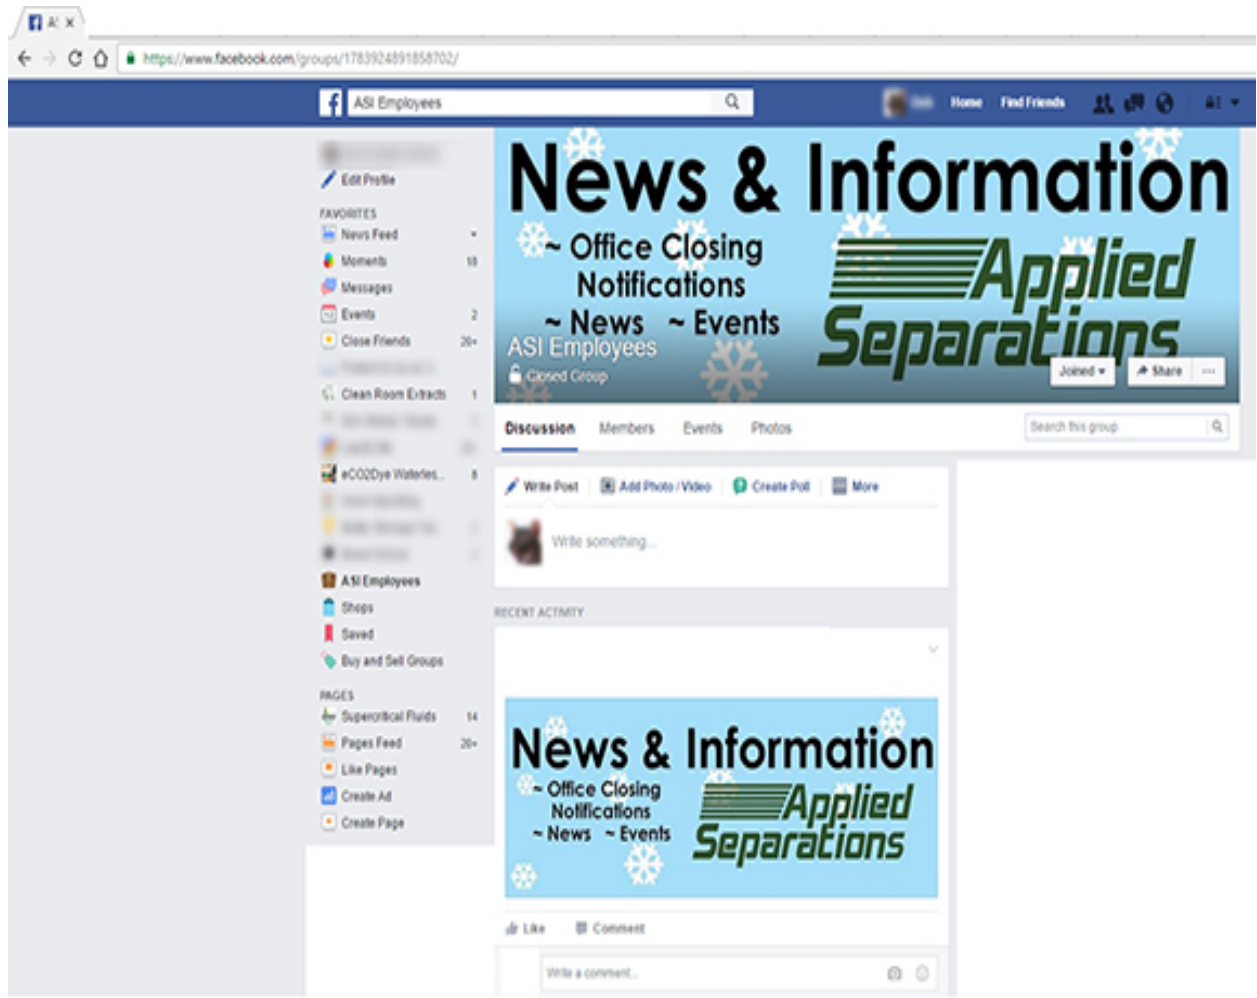 https://www.facebook.com/groups/1783924891858702/
ASI Employees
Home Find Friends
Edit Profile
FAVORITES
News Feed
Moments 18
Messages
Events 2
Close Friends 20+
Clean Room Extracts 1
eCO2Dye Waterles... 8
ASI Employees
Shops
Saved
Buy and Sell Groups
PAGES
Supercritical Fluids 14
Pages Feed 20+
Like Pages
Create Ad
Create Page
News & Information
~ Office Closing
Notifications
~ News ~ Events
Applied
Separations
ASI Employees
Closed Group
Joined
Share
Discussion Members Events Photos
Search this group
Write Post Add Photo / Video Create Poll More
Write something...
RECENT ACTIVITY
News & Information
~ Office Closing
Notifications
~ News ~ Events
Applied
Separations
Like Comment
Write a comment...